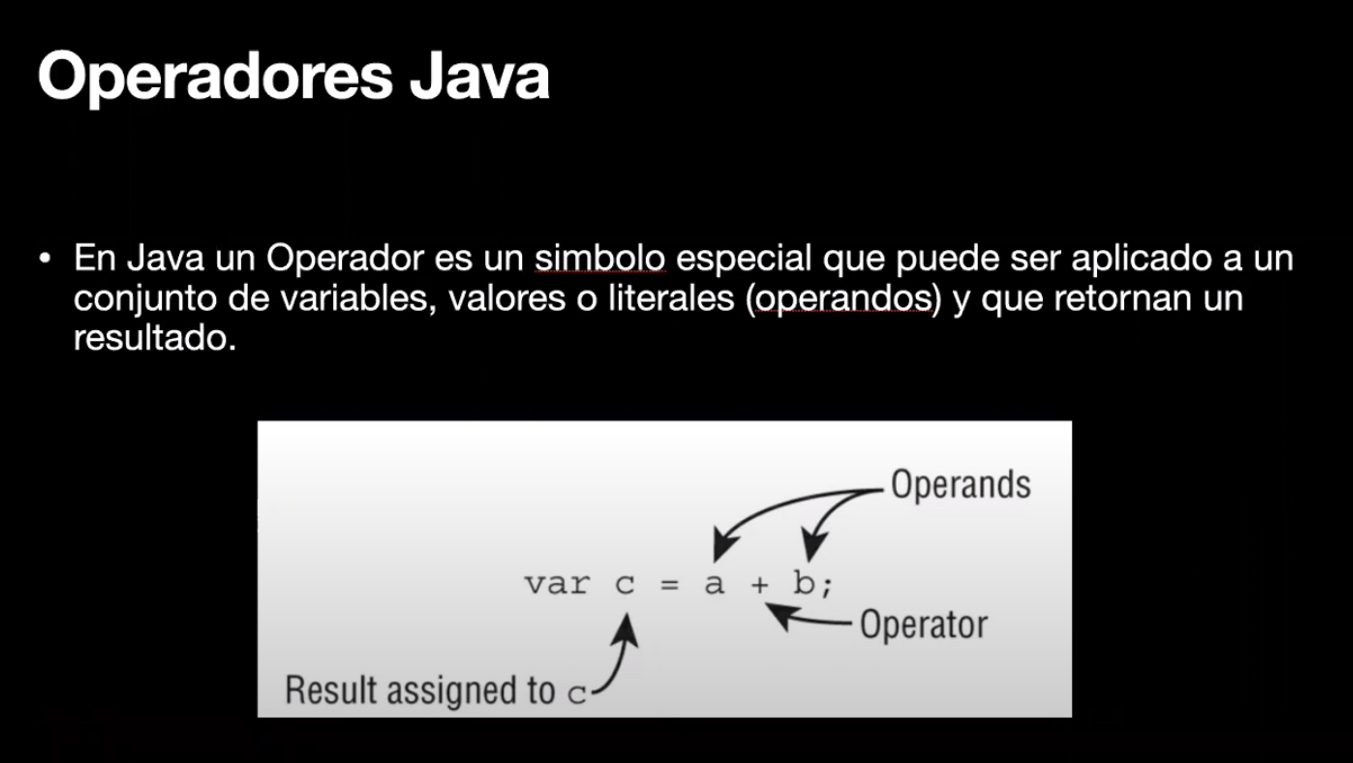 Operadores Java
• En Java un Operador es un simbolo especial que puede ser aplicado a un
conjunto de variables, valores o literales (operandos) y que retornan un
resultado.
Operands
var c = a + b;
Operator
Result assigned to c